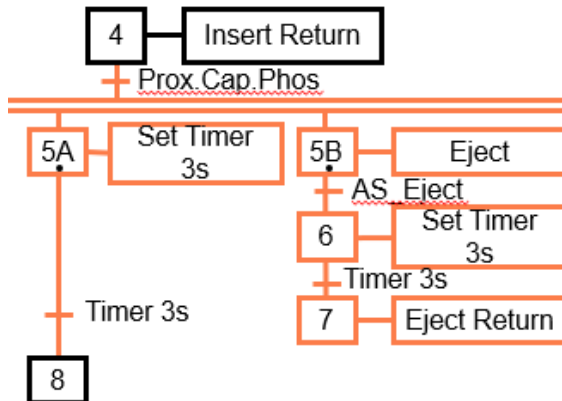 4
Insert Return
Prox.Cap.Phos
5A
Set Timer
3s
5B
Eject
AS_Eject
6
Set Timer
3s
Timer 3s
7
Eject Return
Timer 3s
8